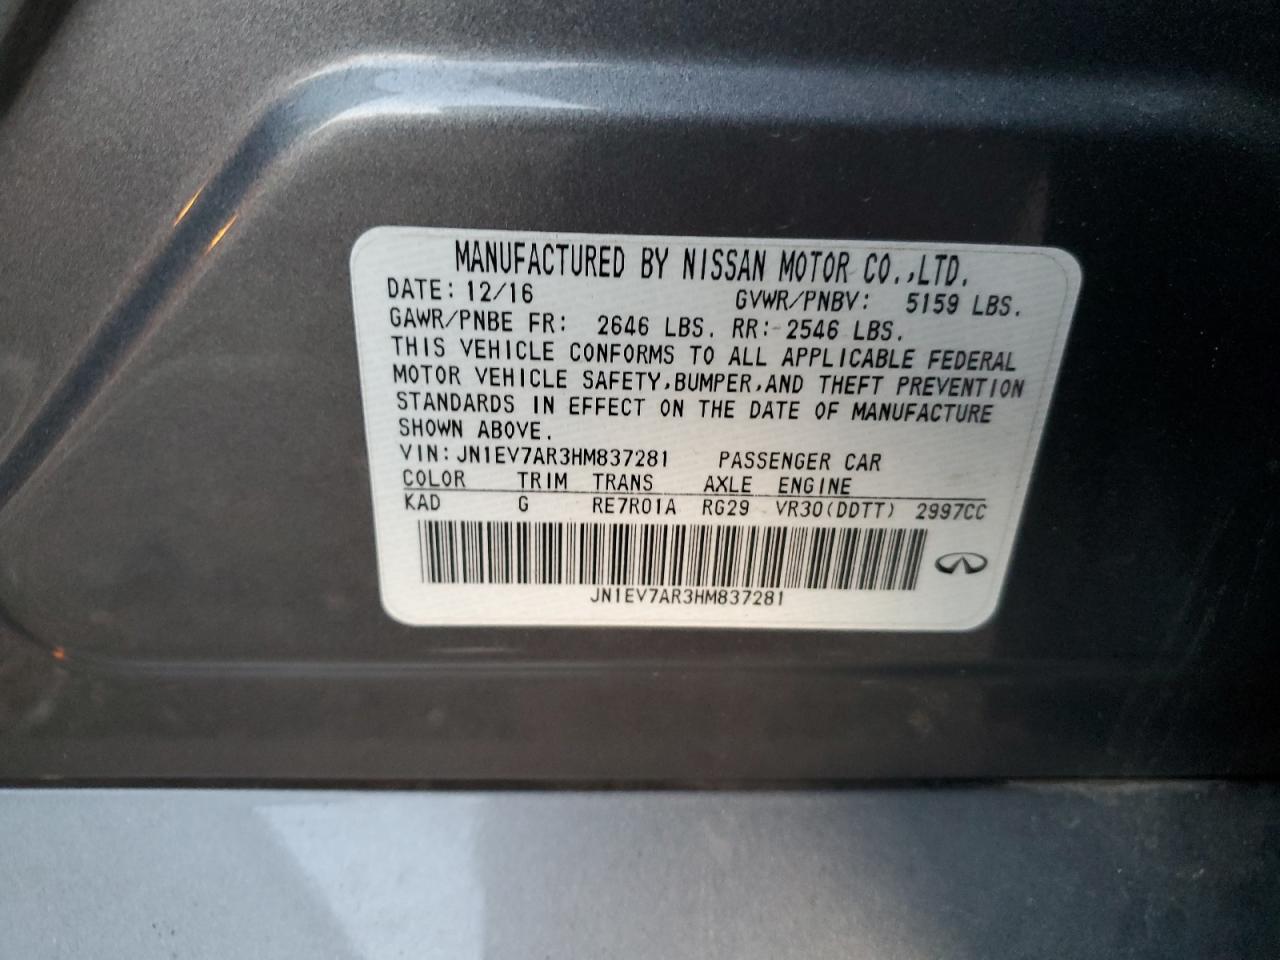 MANUFACTURED BY NISSAN MOTOR CO.,LTD.
DATE: 12/16 GVWR/PNBV: 5159 LBS.
GAWR/PNBE FR: 2646 LBS. RR: 2546 LBS.
THIS VEHICLE CONFORMS TO ALL APPLICABLE FEDERAL
MOTOR VEHICLE SAFETY,BUMPER,AND THEFT PREVENTION
STANDARDS IN EFFECT ON THE DATE OF MANUFACTURE
SHOWN ABOVE.
VIN: JN1EV7AR3HM837281 PASSENGER CAR
COLOR TRIM TRANS AXLE ENGINE
KAD G RE7R01A RG29 VR30(DDTT) 2997CC
JN1EV7AR3HM837281